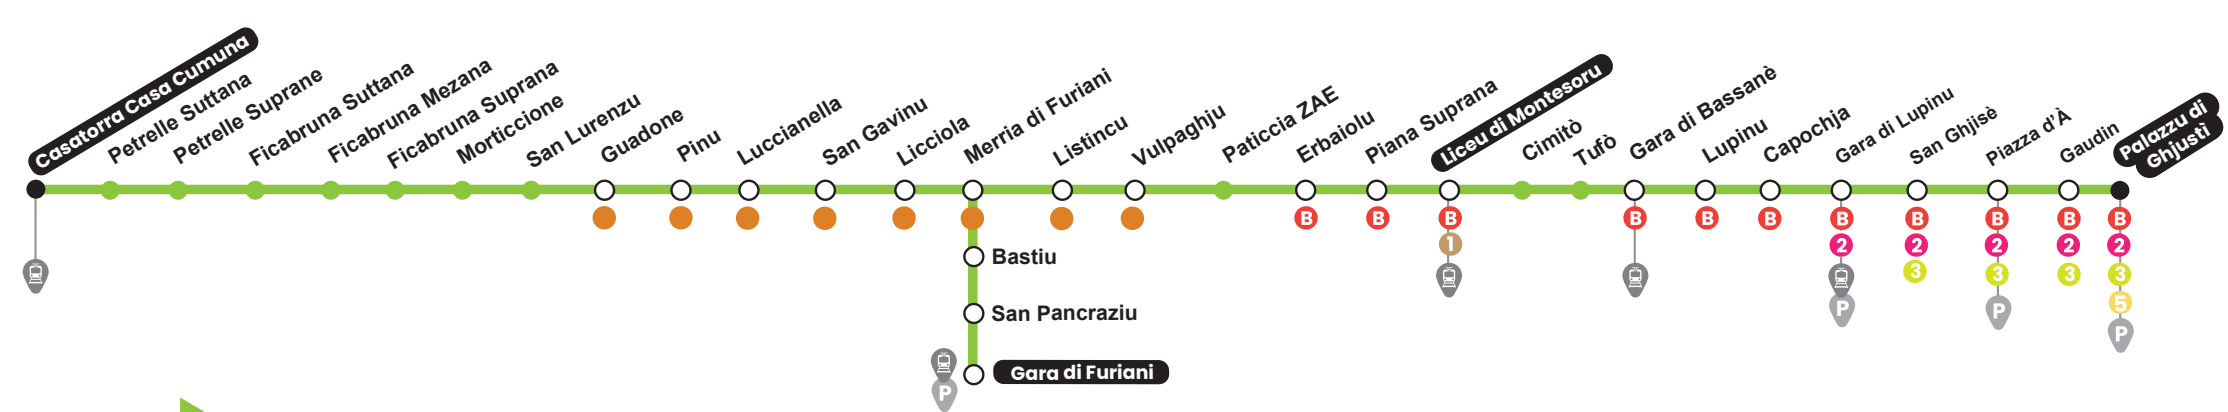 Casatorra Casa Cumuna
Petrelle Suttana
Petrelle Suprane
Ficabruna Suttana
Ficabruna Mezana
Ficabruna Suprana
Morticcione
San Lurenzu
Guadone
Pinu
Luccianella
San Gavinu
Licciola
Merria di Furiani
Listincu
Vulpaghju
Paticcia ZAE
Erbaiolu
Piana Suprana
Liceu di Montesoru
Cimitò
Tufò
Gara di Bassanè
Lupinu
Capochja
Gara di Lupinu
San Ghjisè
Piazza d'À
Gaudin
Palazzu di
Ghjustì
B B B B B B B B B B B
1 2 2 2 2 2
3 3 3 3
5
P P P
Bastiu
San Pancraziu
Gara di Furiani
P